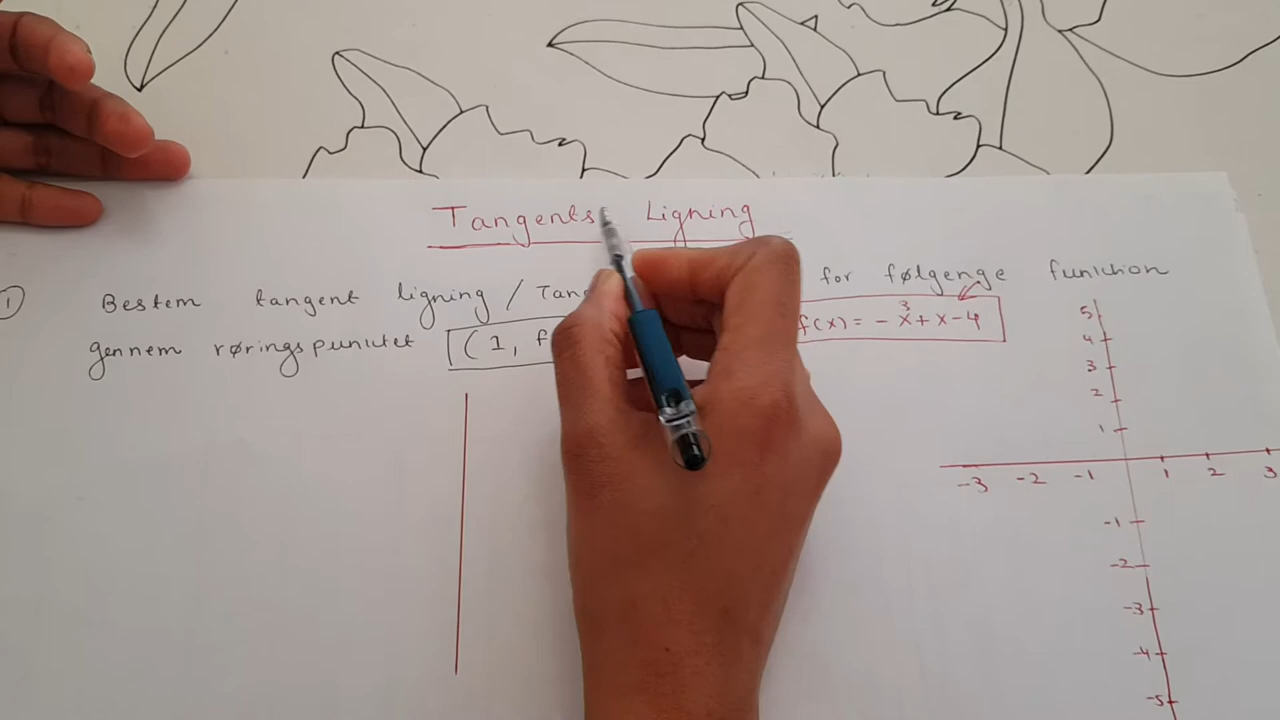 Tangents Ligning
1 Bestem tangent ligning / Tan for følgenge funktion
gennem røringspunktet (1, f f(x) = -x³+x-4
5
4
3
2
1
-3 -2 -1 1 2 3
-1
-2
-3
-4
-5